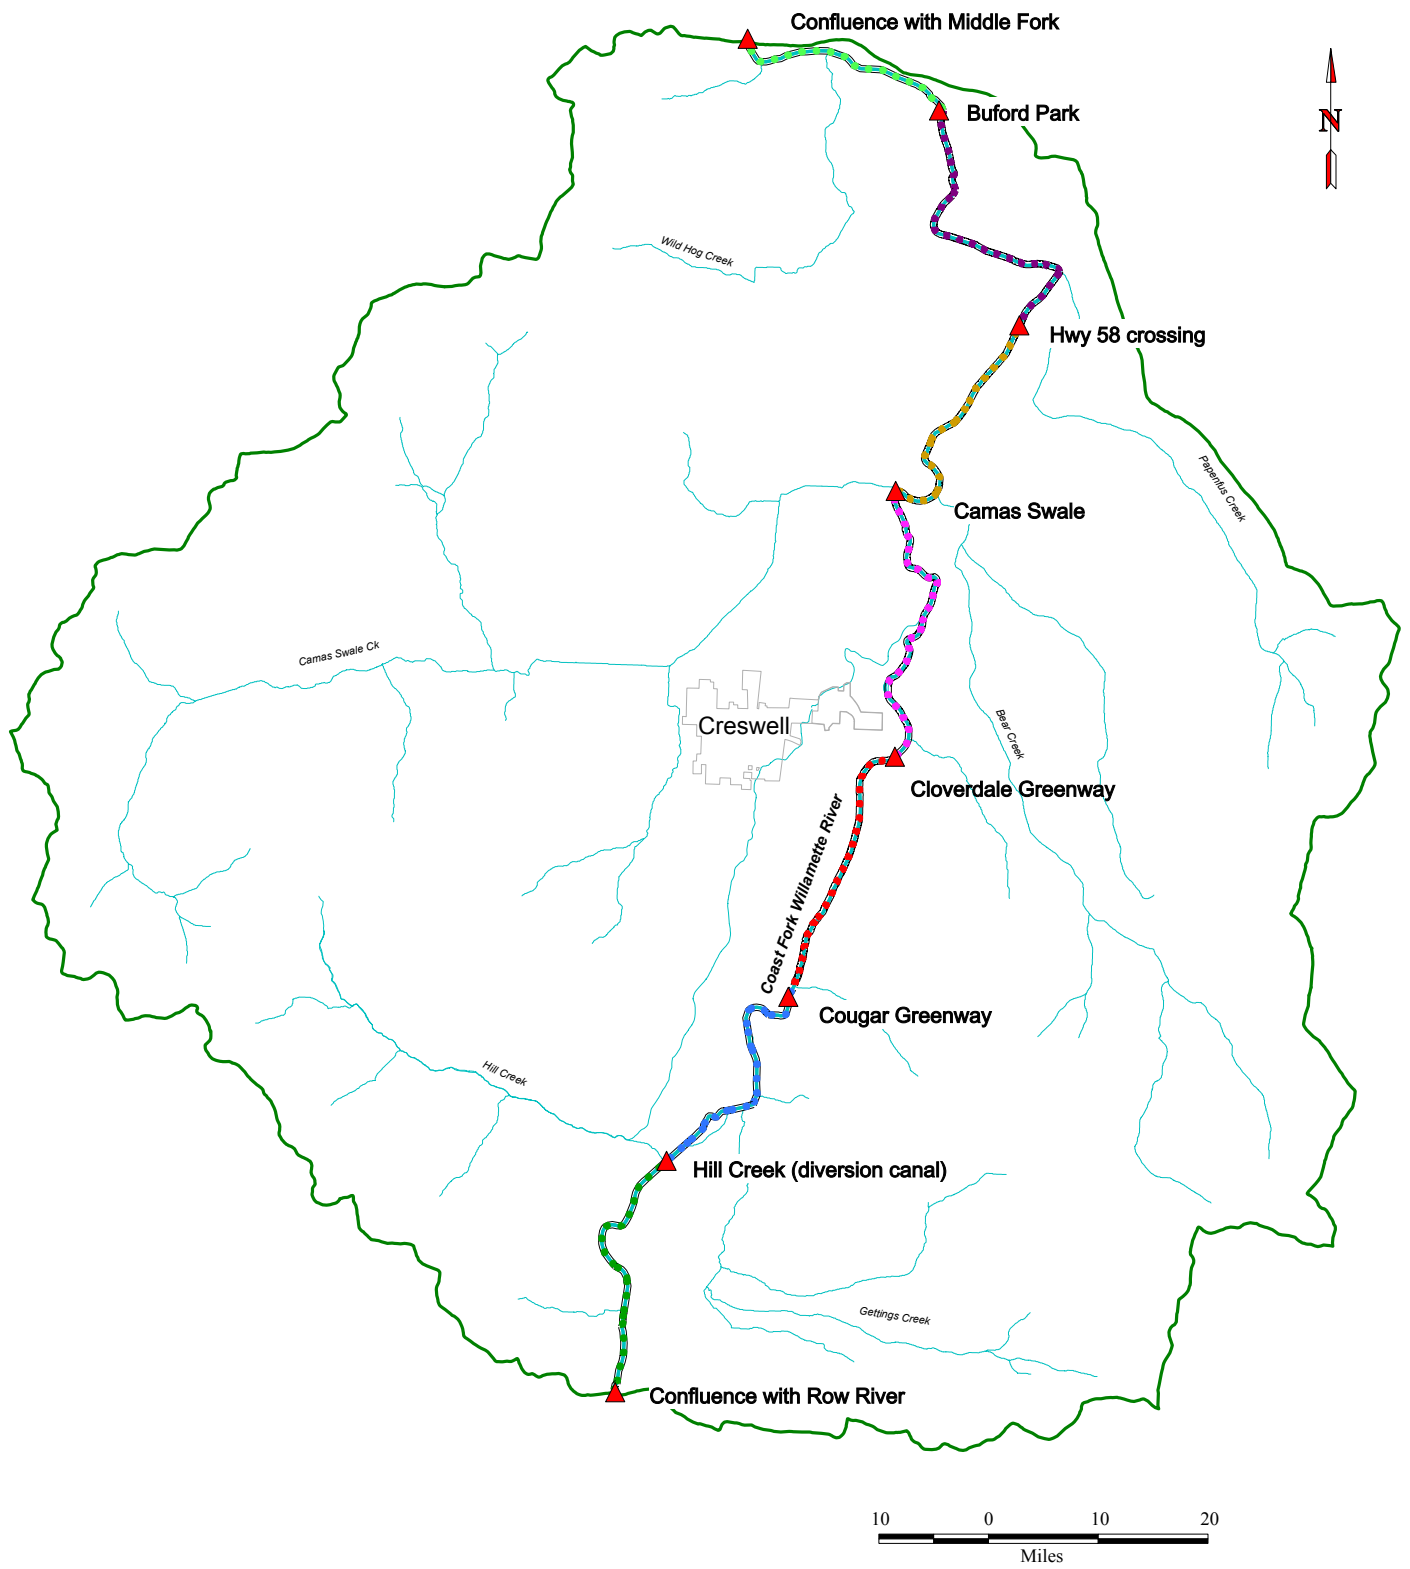 Confluence with Middle Fork
Buford Park
N
Wild Hog Creek
Hwy 58 crossing
Papenfus Creek
Camas Swale
Camas Swale Ck
Creswell
Bear Creek
Cloverdale Greenway
Coast Fork Willamette River
Cougar Greenway
Hill Creek
Hill Creek (diversion canal)
Gettings Creek
Confluence with Row River
10 0 10 20
Miles